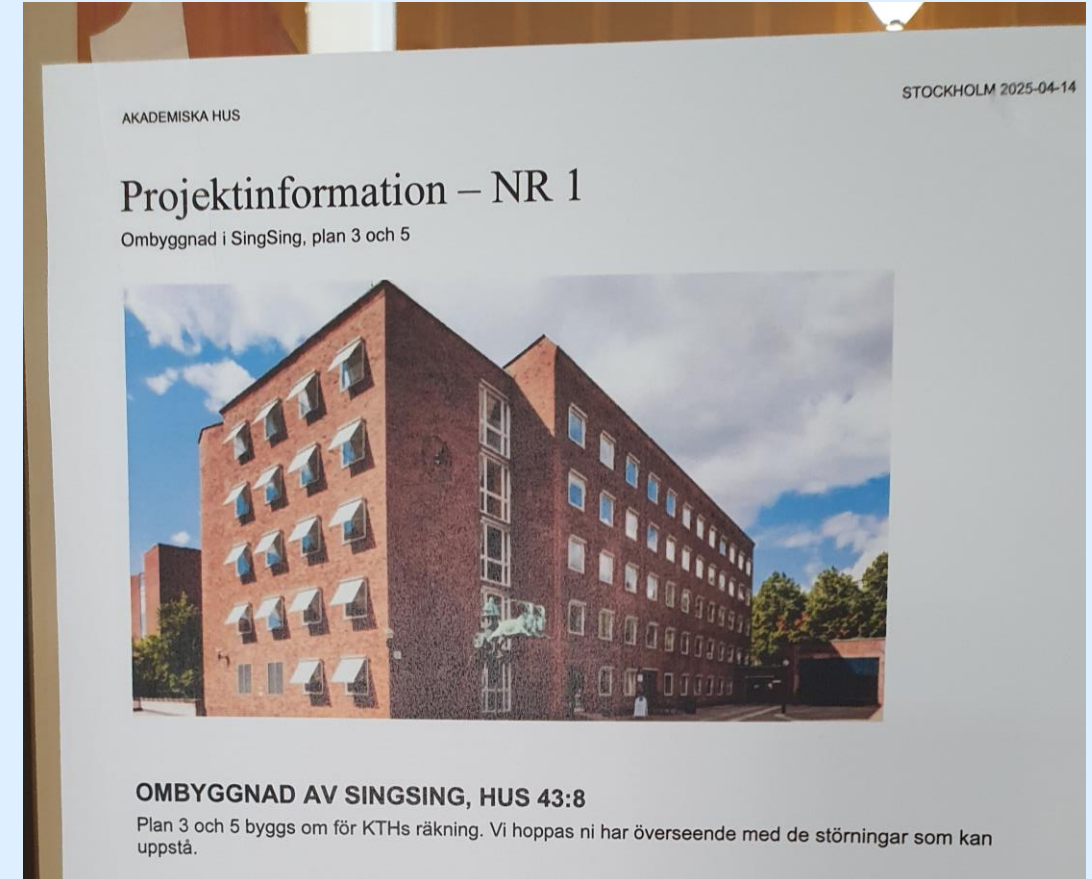 AKADEMISKA HUS
STOCKHOLM 2025-04-14
Projektinformation – NR 1
Ombyggnad i SingSing, plan 3 och 5
OMBYGGNAD AV SINGSING, HUS 43:8
Plan 3 och 5 byggs om för KTHs räkning. Vi hoppas ni har överseende med de störningar som kan
uppstå.